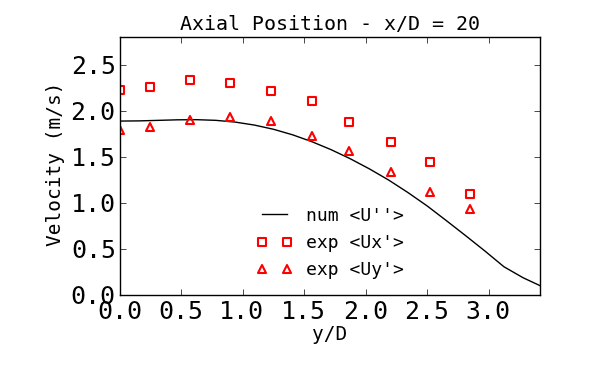 Axial Position - x/D = 20
Velocity (m/s)
2.5
2.0
1.5
1.0
0.5
0.0
num <U''>
exp <Ux'>
exp <Uy'>
0.0 0.5 1.0 1.5 2.0 2.5 3.0
y/D